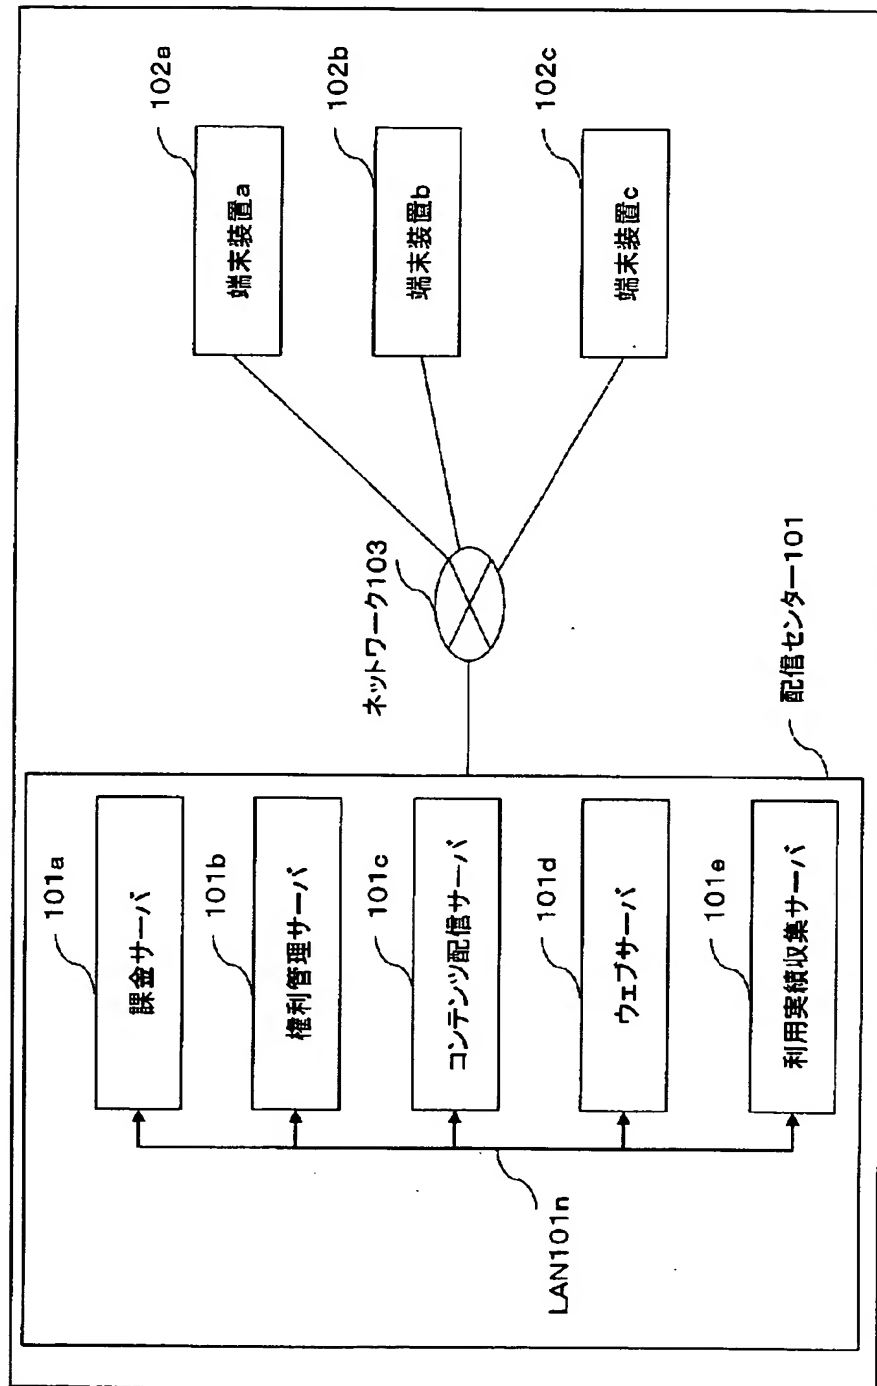 101a
課金サーバ
101b
権利管理サーバ
101c
コンテンツ配信サーバ
101d
ウェブサーバ
101e
利用実績収集サーバ
LAN101n
配信センター101
ネットワーク103
102a
端末装置a
102b
端末装置b
102c
端末装置c